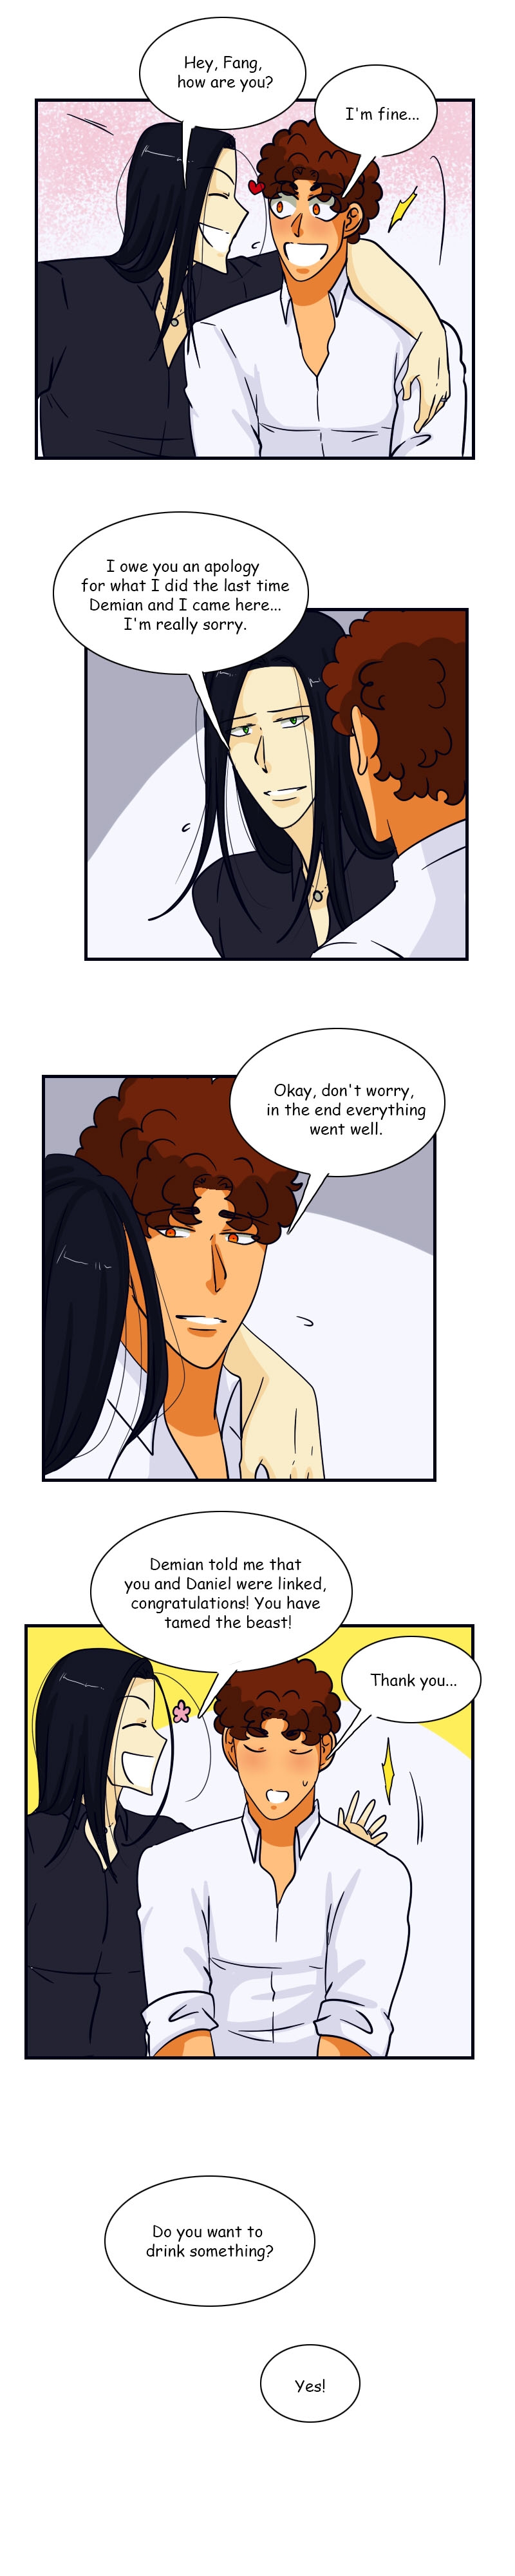 Hey, Fang,
how are you?
I'm fine...
I owe you an apology
for what I did the last time
Demian and I came here...
I'm really sorry.
Okay, don't worry,
in the end everything
went well.
Demian told me that
you and Daniel were linked,
congratulations! You have
tamed the beast!
Thank you...
Do you want to
drink something?
Yes!